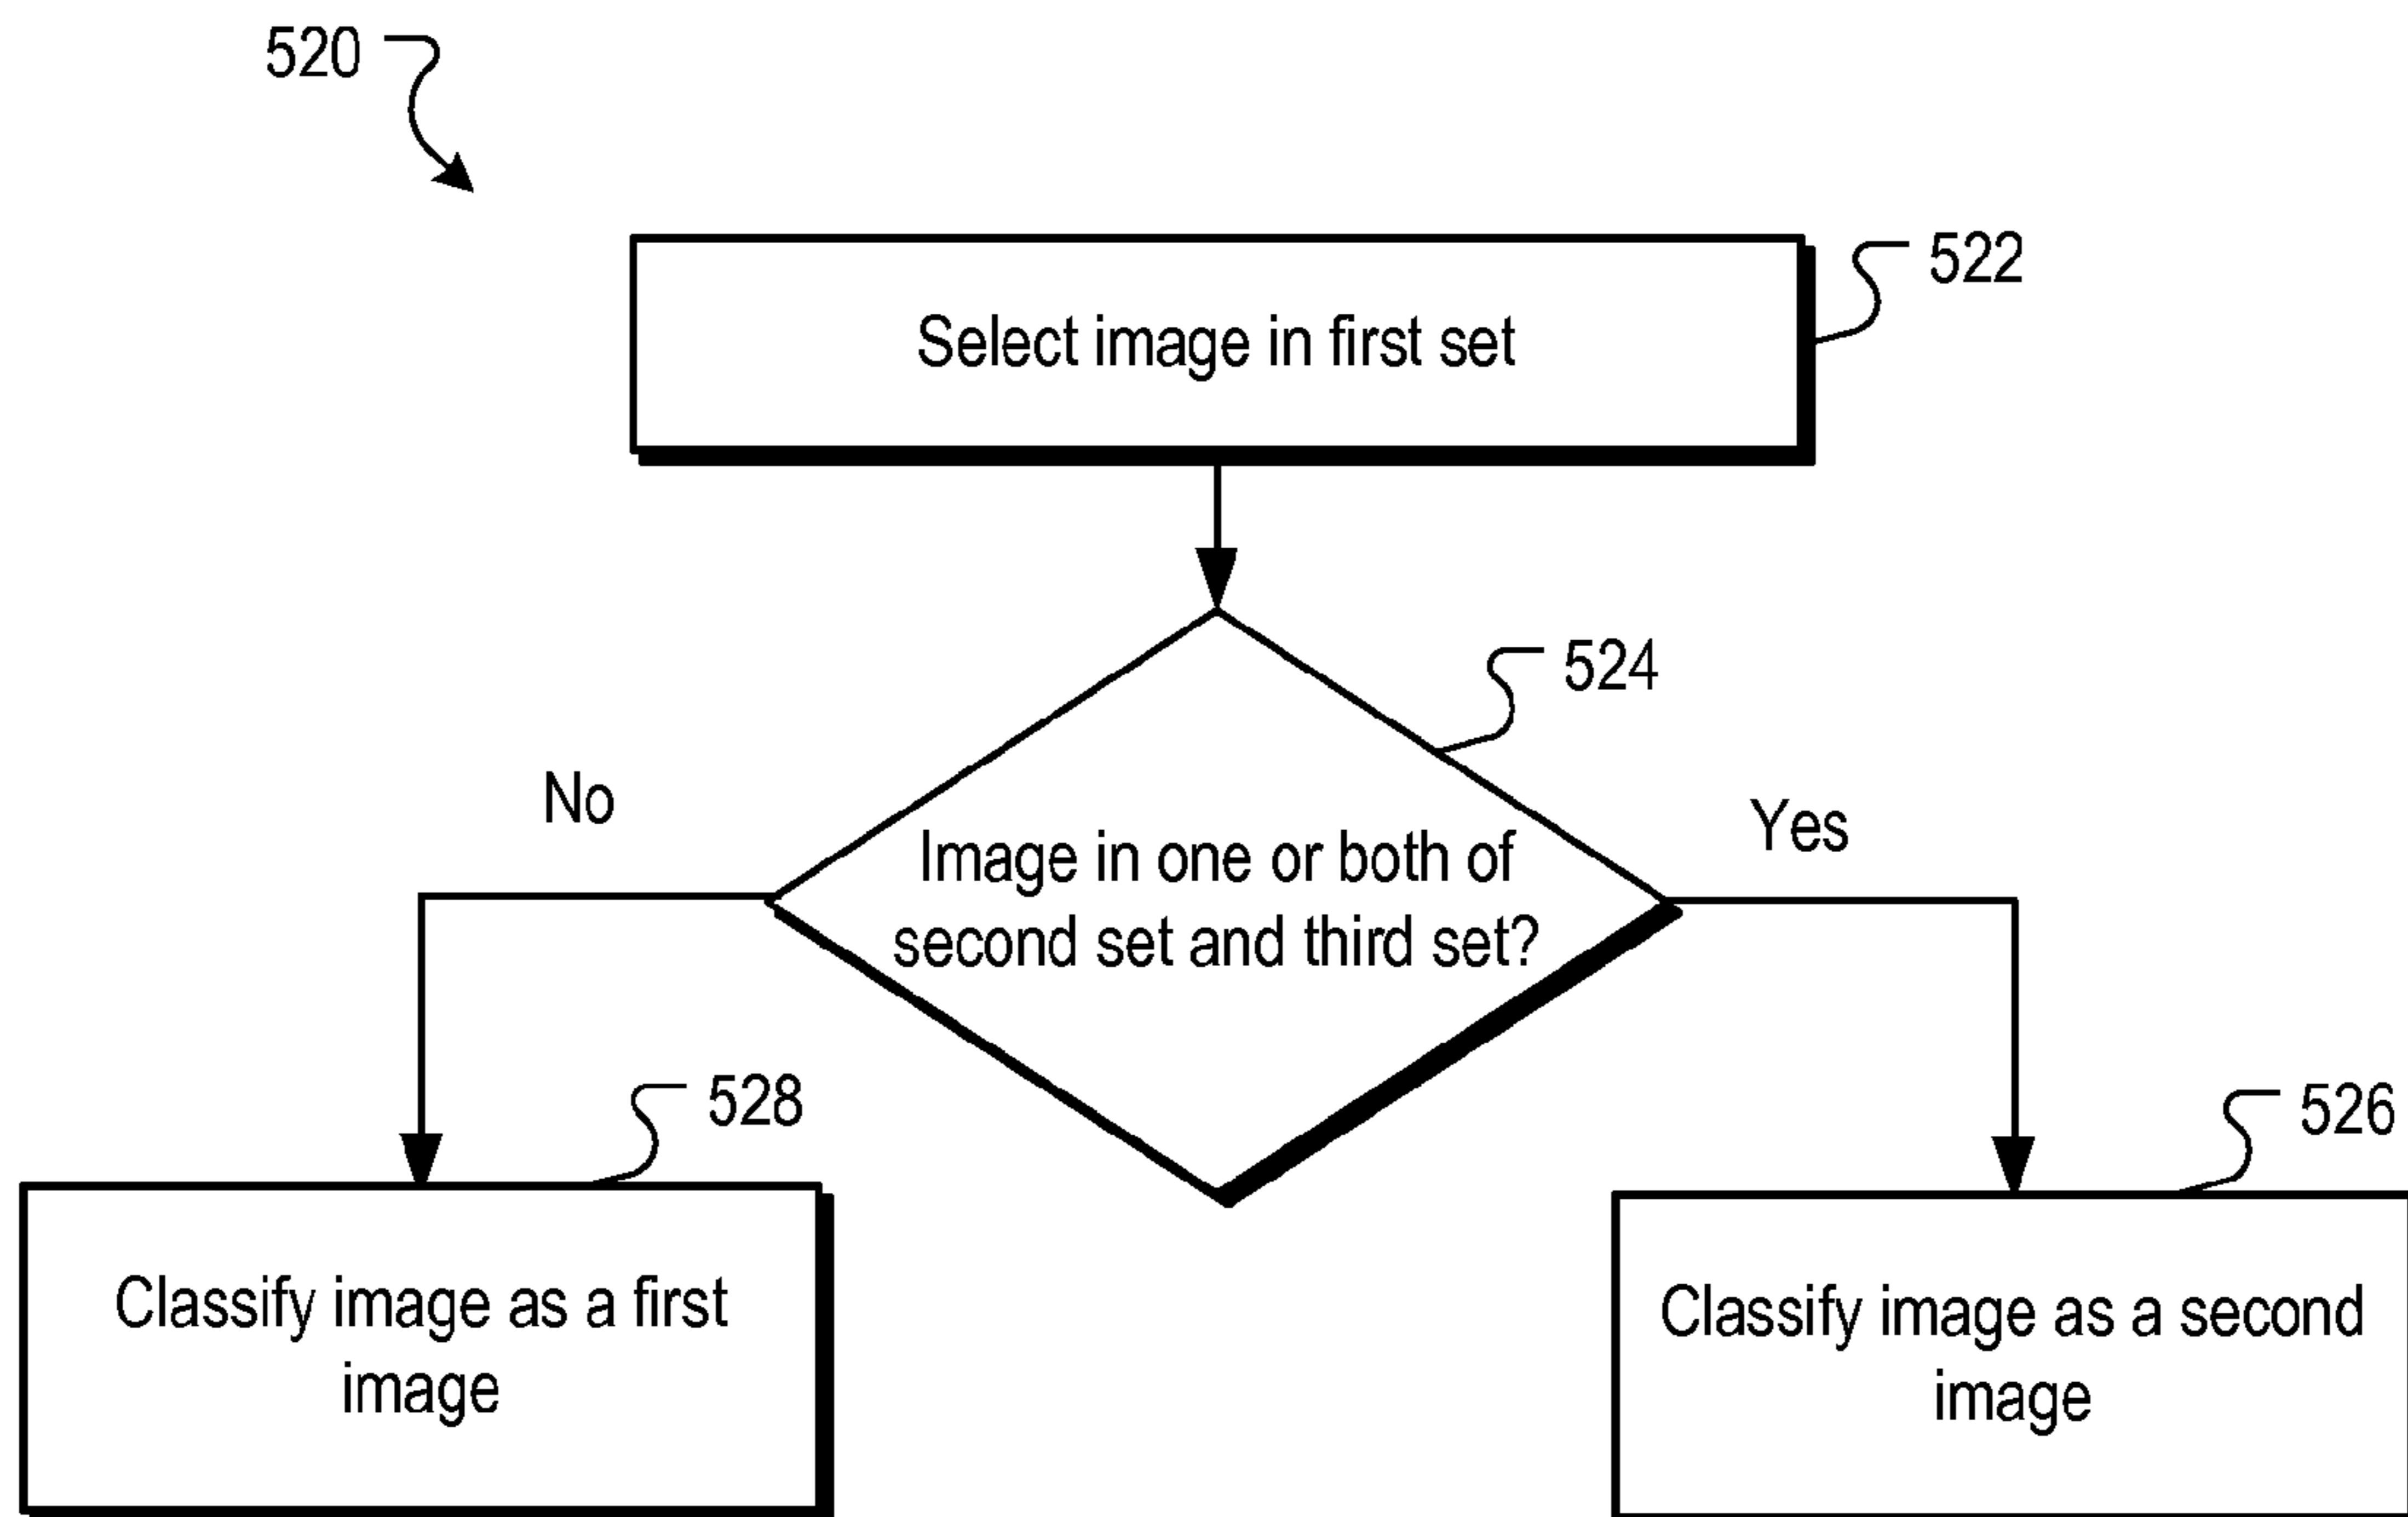 520
522
Select image in first set
524
No
Yes
Image in one or both of
second set and third set?
528
526
Classify image as a first
image
Classify image as a second
image